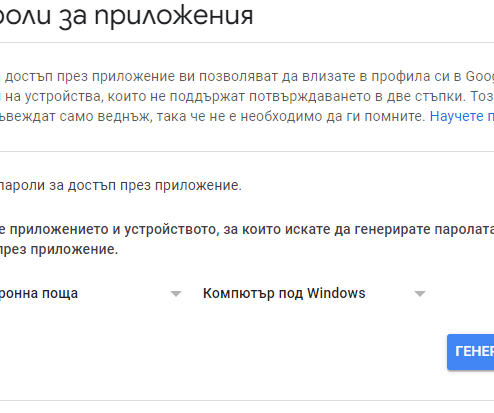 роли за приложения
достъп през приложение ви позволяват да влизате в профила си в Goog
на устройства, които не поддържат потвърждаването в две стъпки. Тоз
ъвеждат само веднъж, така че не е необходимо да ги помните. Научете п
пароли за достъп през приложение.
е приложението и устройството, за които искате да генерирате паролата
през приложение.
ронна поща Компютър под Windows
ГЕНЕР